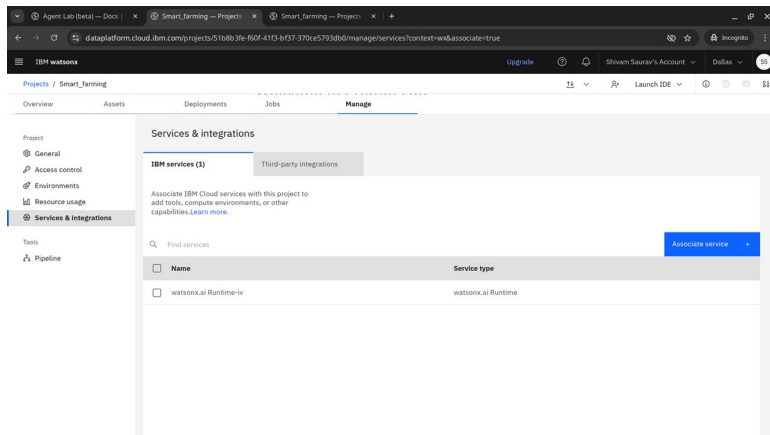 Agent Lab (beta) — Docs |
Smart_farming — Projects
Smart_farming — Projects
dataplatform.cloud.ibm.com/projects/51b8b3fe-f60f-41f3-bf37-370ce5793db0/manage/services?context=wx&associate=true
Incognito
IBM watsonx
Upgrade
Shivam Saurav's Account
Dallas
SS
Projects / Smart_farming
Launch IDE
Overview
Assets
Deployments
Jobs
Manage
Project
General
Access control
Environments
Resource usage
Services & integrations
Tools
Pipeline
Services & integrations
IBM services (1)
Third-party integrations
Associate IBM Cloud services with this project to
add tools, compute environments, or other
capabilities.Learn more.
Find services
Associate service +
Name
Service type
watsonx.ai Runtime-iv
watsonx.ai Runtime